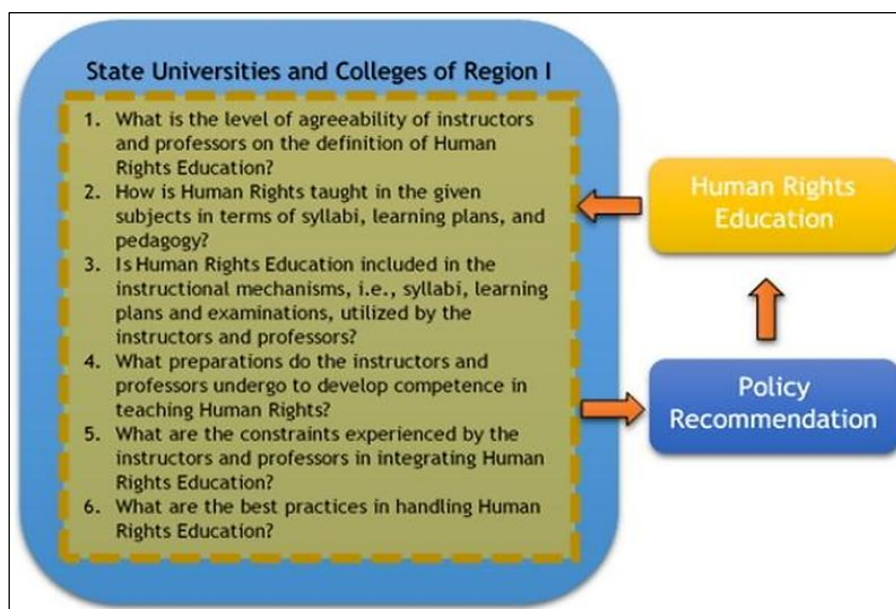 State Universities and Colleges of Region I
1. What is the level of agreeability of instructors
and professors on the definition of Human
Rights Education?
2. How is Human Rights taught in the given
subjects in terms of syllabi, learning plans, and
pedagogy?
3. Is Human Rights Education included in the
instructional mechanisms, i.e., syllabi, learning
plans and examinations, utilized by the
instructors and professors?
4. What preparations do the instructors and
professors undergo to develop competence in
teaching Human Rights?
5. What are the constraints experienced by the
instructors and professors in integrating Human
Rights Education?
6. What are the best practices in handling Human
Rights Education?
Human Rights
Education
Policy
Recommendation